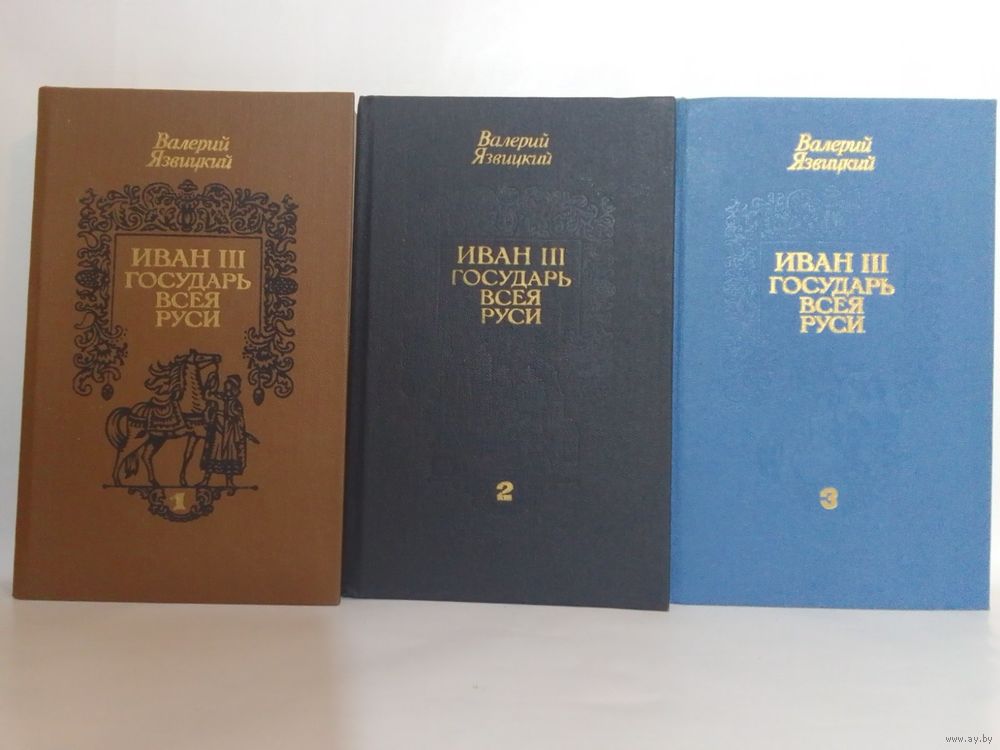 Валерий
Язвицкий
ИВАН III
ГОСУДАРЬ
ВСЕЯ
РУСИ
1
Валерий
Язвицкий
ИВАН III
ГОСУДАРЬ
ВСЕЯ
РУСИ
2
Валерий
Язвицкий
ИВАН III
ГОСУДАРЬ
ВСЕЯ
РУСИ
3
www.ay.by